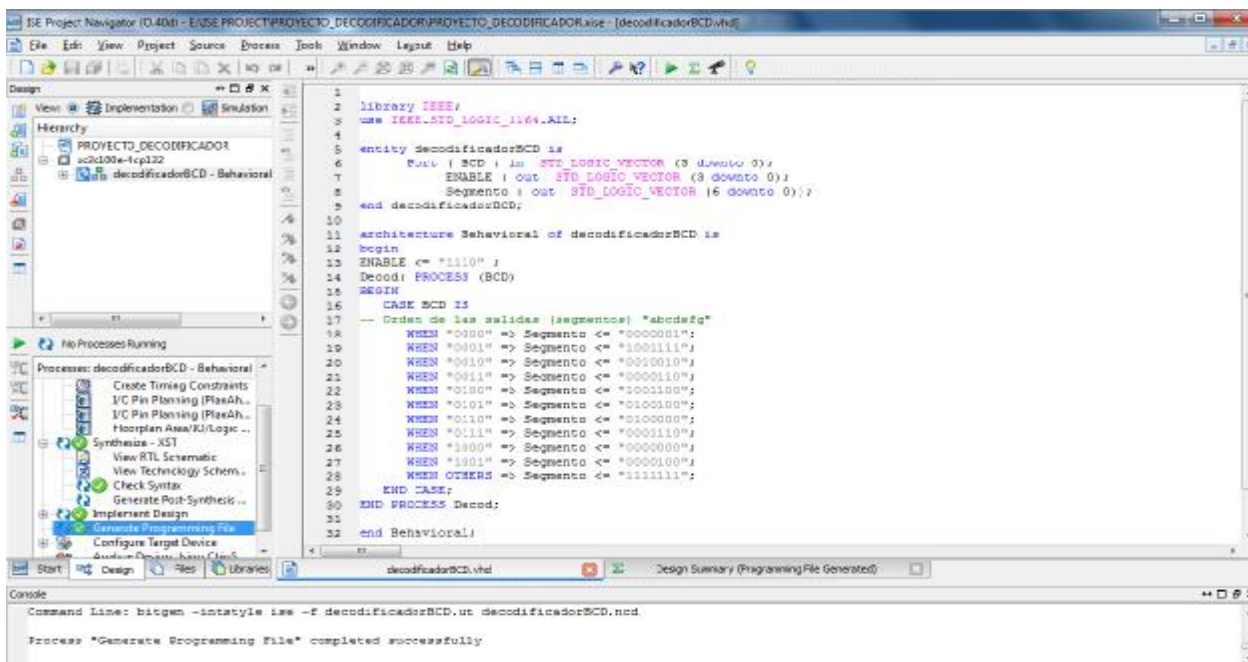 ISE Project Navigator (O.40d) - E:\ISE PROJECT\PROYECTO_DECODIFICADOR\PROYECTO_DECODIFICADOR.xise - [decodificadorBCD.vhd]
File Edit View Project Source Process Tools Window Layout Help
Design
View: Implementation Simulation
Hierarchy
PROYECTO_DECODIFICADOR
xc3s100e-4cp132
decodificadorBCD - Behavioral
No Processes Running
Processes: decodificadorBCD - Behavioral
Create Timing Constraints
I/O Pin Planning (PlanAh...
I/O Pin Planning (PlanAh...
Floorplan Area/IO/Logic ...
Synthesize - XST
View RTL Schematic
View Technology Schem...
Check Syntax
Generate Post-Synthesis ...
Implement Design
Generate Programming File
Configure Target Device
Start Design Files Libraries
1
2 library IEEE;
3 use IEEE.STD_LOGIC_1164.ALL;
4
5 entity decodificadorBCD is
6 Port ( BCD : in STD_LOGIC_VECTOR (3 downto 0);
7 ENABLE : out STD_LOGIC_VECTOR (3 downto 0);
8 Segmento : out STD_LOGIC_VECTOR (6 downto 0));
9 end decodificadorBCD;
10
11 architecture Behavioral of decodificadorBCD is
12 begin
13 ENABLE <= "1110" ;
14 Decod: PROCESS (BCD)
15 BEGIN
16 CASE BCD IS
17 -- Orden de las salidas (segmentos) "abcdefg"
18 WHEN "0000" => Segmento <= "0000001";
19 WHEN "0001" => Segmento <= "1001111";
20 WHEN "0010" => Segmento <= "0010010";
21 WHEN "0011" => Segmento <= "0000110";
22 WHEN "0100" => Segmento <= "1001100";
23 WHEN "0101" => Segmento <= "0100100";
24 WHEN "0110" => Segmento <= "0100000";
25 WHEN "0111" => Segmento <= "0001110";
26 WHEN "1000" => Segmento <= "0000000";
27 WHEN "1001" => Segmento <= "0000100";
28 WHEN OTHERS => Segmento <= "1111111";
29 END CASE;
30 END PROCESS Decod;
31
32 end Behavioral;
decodificadorBCD.vhd Design Summary (Programming File Generated)
Console
Command Line: bitgen -intstyle ise -f decodificadorBCD.ut decodificadorBCD.ncd
Process "Generate Programming File" completed successfully